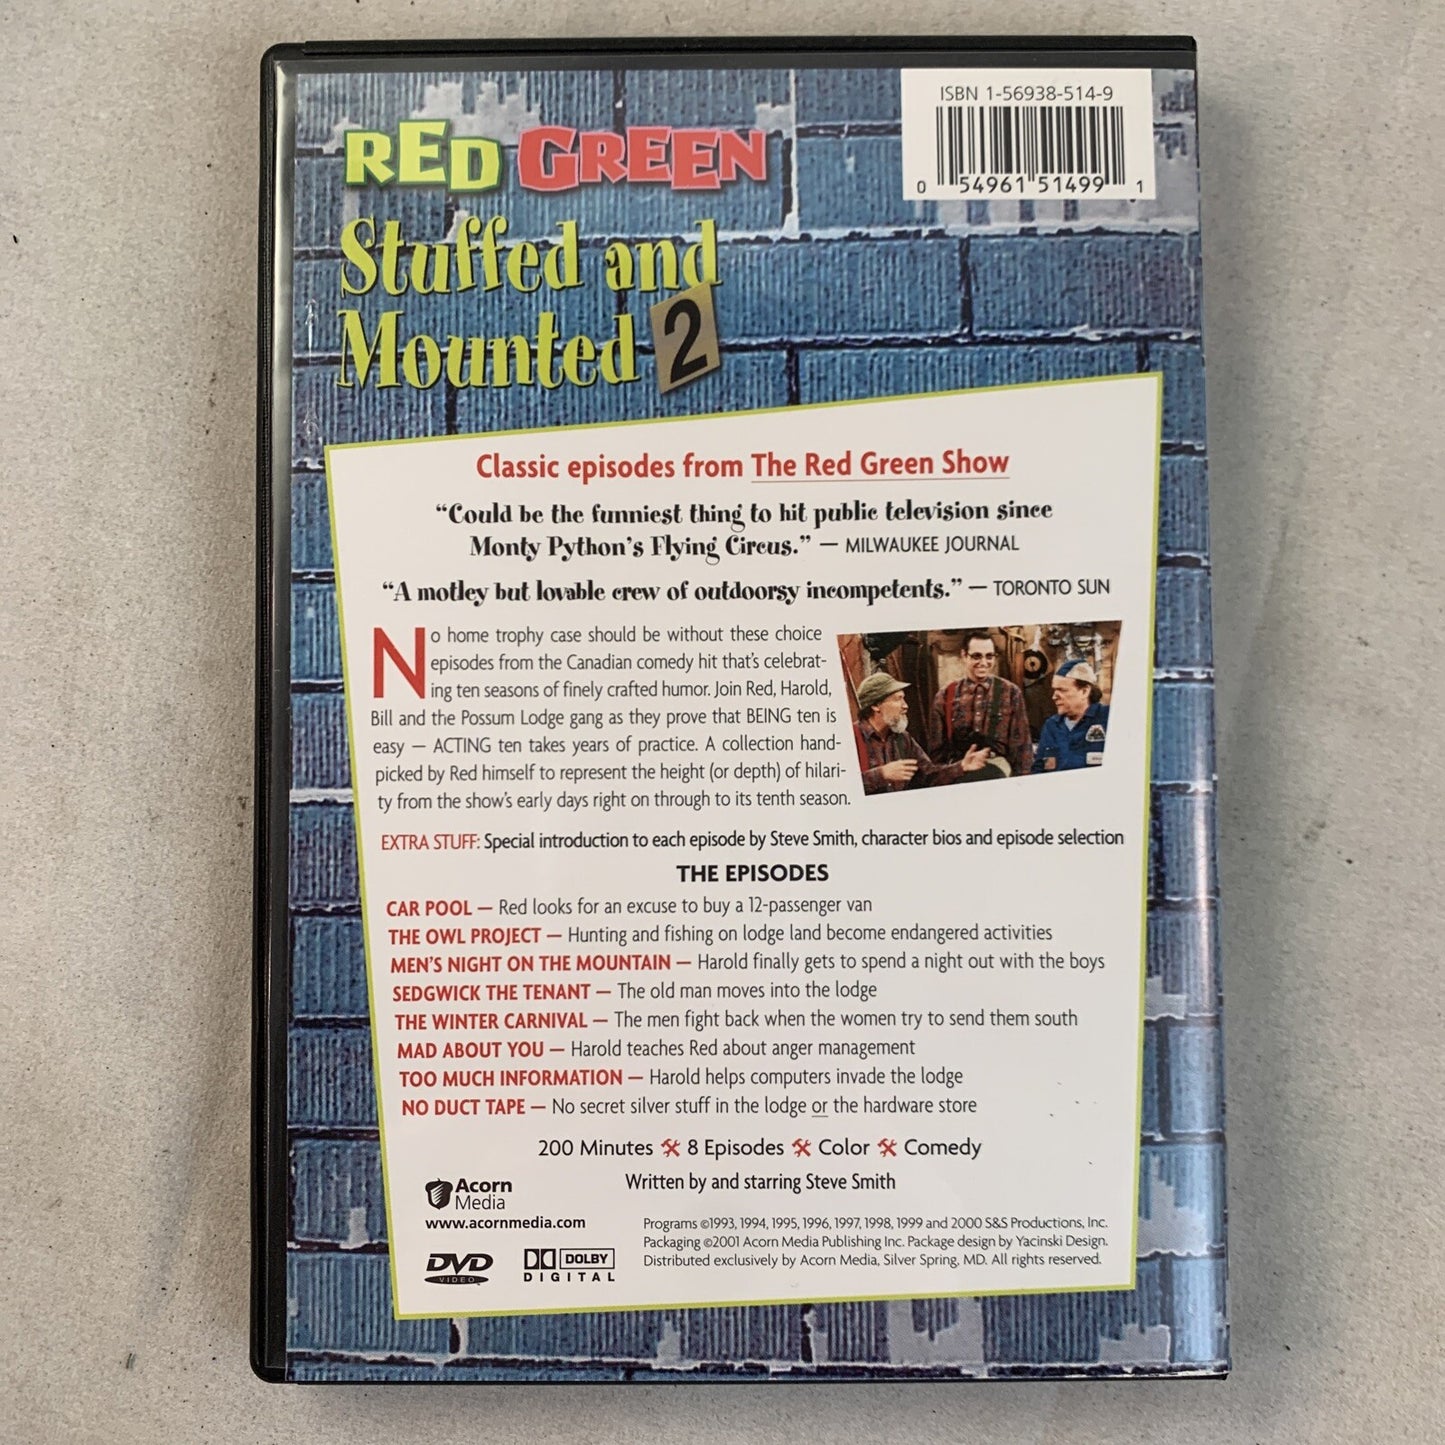 ISBN 1-56938-514-9
0 54961 51499 1
RED GREEN
Stuffed and
Mounted 2
Classic episodes from The Red Green Show
“Could be the funniest thing to hit public television since
Monty Python’s Flying Circus.” — MILWAUKEE JOURNAL
“A motley but lovable crew of outdoorsy incompetents.” — TORONTO SUN
No home trophy case should be without these choice
episodes from the Canadian comedy hit that’s celebrat-
ing ten seasons of finely crafted humor. Join Red, Harold,
Bill and the Possum Lodge gang as they prove that BEING ten is
easy — ACTING ten takes years of practice. A collection hand-
picked by Red himself to represent the height (or depth) of hilari-
ty from the show’s early days right on through to its tenth season.
EXTRA STUFF: Special introduction to each episode by Steve Smith, character bios and episode selection
THE EPISODES
CAR POOL — Red looks for an excuse to buy a 12-passenger van
THE OWL PROJECT — Hunting and fishing on lodge land become endangered activities
MEN’S NIGHT ON THE MOUNTAIN — Harold finally gets to spend a night out with the boys
SEDGWICK THE TENANT — The old man moves into the lodge
THE WINTER CARNIVAL — The men fight back when the women try to send them south
MAD ABOUT YOU — Harold teaches Red about anger management
TOO MUCH INFORMATION — Harold helps computers invade the lodge
NO DUCT TAPE — No secret silver stuff in the lodge or the hardware store
200 Minutes 8 Episodes Color Comedy
Written by and starring Steve Smith
Acorn
Media
www.acornmedia.com
DVD
VIDEO
DOLBY
DIGITAL
Programs ©1993, 1994, 1995, 1996, 1997, 1998, 1999 and 2000 S&S Productions, Inc.
Packaging ©2001 Acorn Media Publishing Inc. Package design by Yacinski Design.
Distributed exclusively by Acorn Media, Silver Spring, MD. All rights reserved.